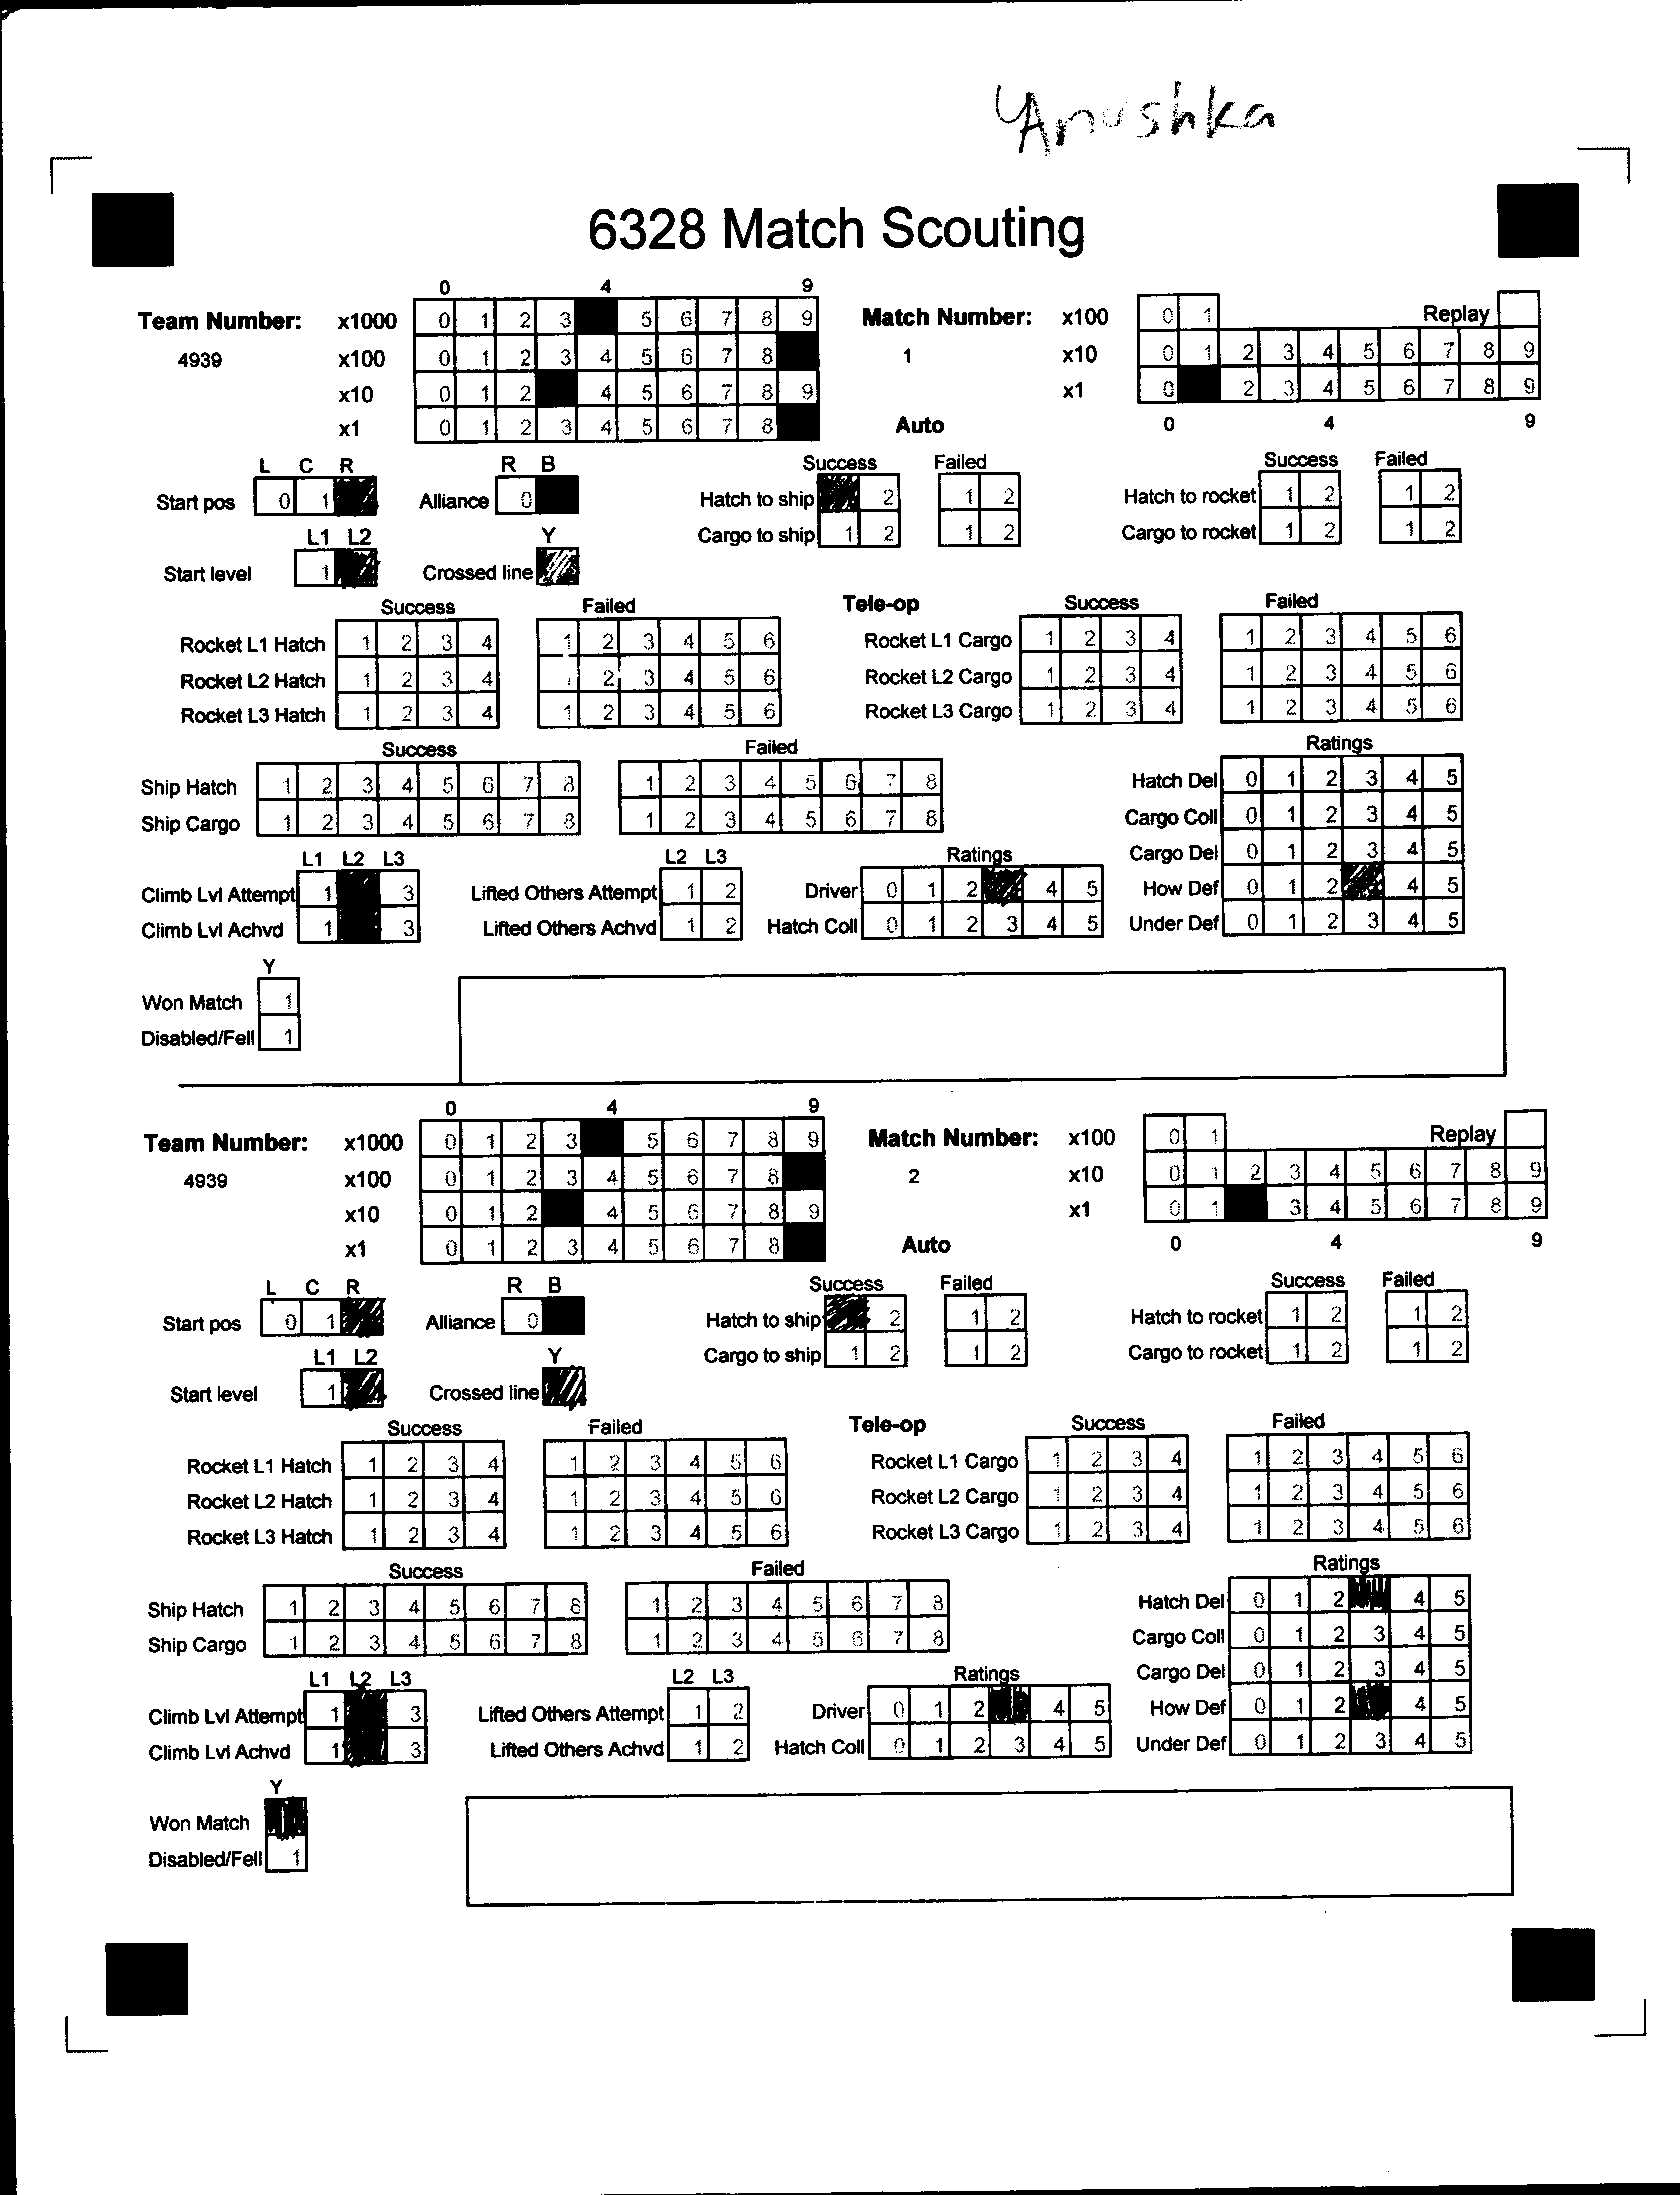 Anushka
6328 Match Scouting
0 4 9
Team Number: x1000 0 1 2 3 5 6 7 8 9 Match Number: x100 0 1 Replay
4939 x100 0 1 2 3 4 5 6 7 8 1 x10 0 1 2 3 4 5 6 7 8 9
x10 0 1 2 4 5 6 7 8 9 x1 0 2 3 4 5 6 7 8 9
x1 0 1 2 3 4 5 6 7 8 Auto 0 4 9
L C R R B Success Failed Success Failed
Start pos 0 1 Alliance 0 Hatch to ship 2 1 2 Hatch to rocket 1 2 1 2
Cargo to ship 1 2 1 2 Cargo to rocket 1 2 1 2
L1 L2 Y
Start level 1 Crossed line
Success Failed Tele-op Success Failed
Rocket L1 Hatch 1 2 3 4 1 2 3 4 5 6 Rocket L1 Cargo 1 2 3 4 1 2 3 4 5 6
Rocket L2 Hatch 1 2 3 4 2 3 4 5 6 Rocket L2 Cargo 1 2 3 4 1 2 3 4 5 6
Rocket L3 Hatch 1 2 3 4 1 2 3 4 5 6 Rocket L3 Cargo 1 2 3 4 1 2 3 4 5 6
Success Failed Ratings
Ship Hatch 1 2 3 4 5 6 7 8 1 2 3 4 5 6 7 8 Hatch Del 0 1 2 3 4 5
Ship Cargo 1 2 3 4 5 6 7 8 1 2 3 4 5 6 7 8 Cargo Coll 0 1 2 3 4 5
L1 L2 L3 L2 L3 Ratings Cargo Del 0 1 2 3 4 5
Climb Lvl Attempt 1 3 Lifted Others Attempt 1 2 Driver 0 1 2 4 5 How Def 0 1 2 4 5
Climb Lvl Achvd 1 3 Lifted Others Achvd 1 2 Hatch Coll 0 1 2 3 4 5 Under Def 0 1 2 3 4 5
Y
Won Match 1
Disabled/Fell 1
0 4 9
Team Number: x1000 0 1 2 3 5 6 7 8 9 Match Number: x100 0 1 Replay
4939 x100 0 1 2 3 4 5 6 7 8 2 x10 0 1 2 3 4 5 6 7 8 9
x10 0 1 2 4 5 6 7 8 9 x1 0 1 3 4 5 6 7 8 9
x1 0 1 2 3 4 5 6 7 8 Auto 0 4 9
L C R R B Success Failed Success Failed
Start pos 0 1 Alliance 0 Hatch to ship 2 1 2 Hatch to rocket 1 2 1 2
Cargo to ship 1 2 1 2 Cargo to rocket 1 2 1 2
L1 L2 Y
Start level 1 Crossed line
Success Failed Tele-op Success Failed
Rocket L1 Hatch 1 2 3 4 1 2 3 4 5 6 Rocket L1 Cargo 1 2 3 4 1 2 3 4 5 6
Rocket L2 Hatch 1 2 3 4 1 2 3 4 5 6 Rocket L2 Cargo 1 2 3 4 1 2 3 4 5 6
Rocket L3 Hatch 1 2 3 4 1 2 3 4 5 6 Rocket L3 Cargo 1 2 3 4 1 2 3 4 5 6
Success Failed Ratings
Ship Hatch 1 2 3 4 5 6 7 8 1 2 3 4 5 6 7 8 Hatch Del 0 1 2 4 5
Ship Cargo 1 2 3 4 5 6 7 8 1 2 3 4 5 6 7 8 Cargo Coll 0 1 2 3 4 5
L1 L2 L3 L2 L3 Ratings Cargo Del 0 1 2 3 4 5
Climb Lvl Attempt 1 3 Lifted Others Attempt 1 2 Driver 0 1 2 4 5 How Def 0 1 2 4 5
Climb Lvl Achvd 1 3 Lifted Others Achvd 1 2 Hatch Coll 0 1 2 3 4 5 Under Def 0 1 2 3 4 5
Y
Won Match
Disabled/Fell 1